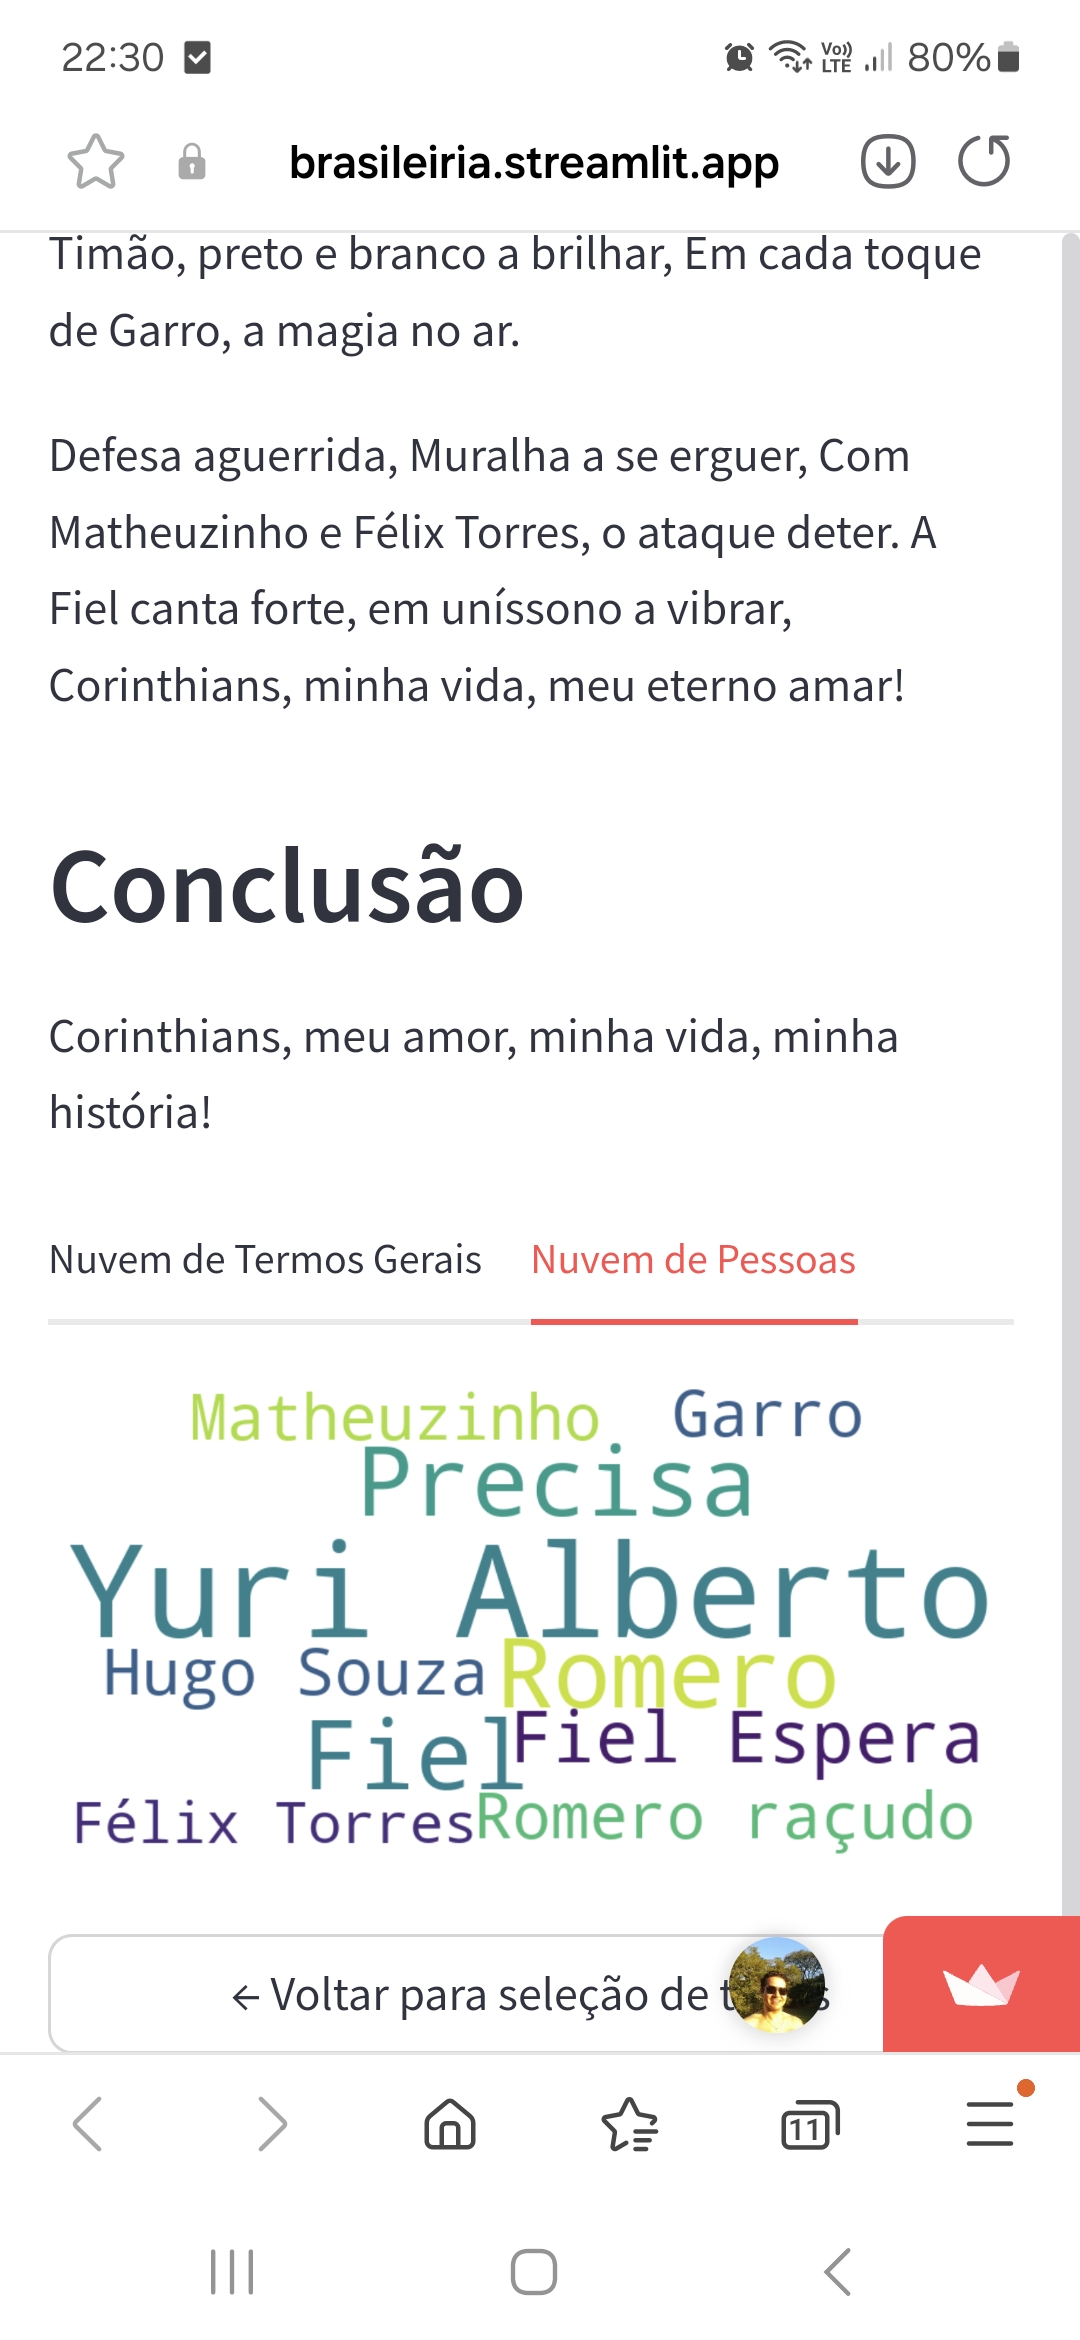 22:30
Vo)) LTE
80%
brasileiria.streamlit.app
Timão, preto e branco a brilhar, Em cada toque
de Garro, a magia no ar.
Defesa aguerrida, Muralha a se erguer, Com
Matheuzinho e Félix Torres, o ataque deter. A
Fiel canta forte, em uníssono a vibrar,
Corinthians, minha vida, meu eterno amar!
Conclusão
Corinthians, meu amor, minha vida, minha
história!
Nuvem de Termos Gerais
Nuvem de Pessoas
Matheuzinho
Garro
Precisa
Yuri Alberto
Hugo Souza
Romero
Fiel
Fiel Espera
Félix Torres
Romero raçudo
← Voltar para seleção de
11